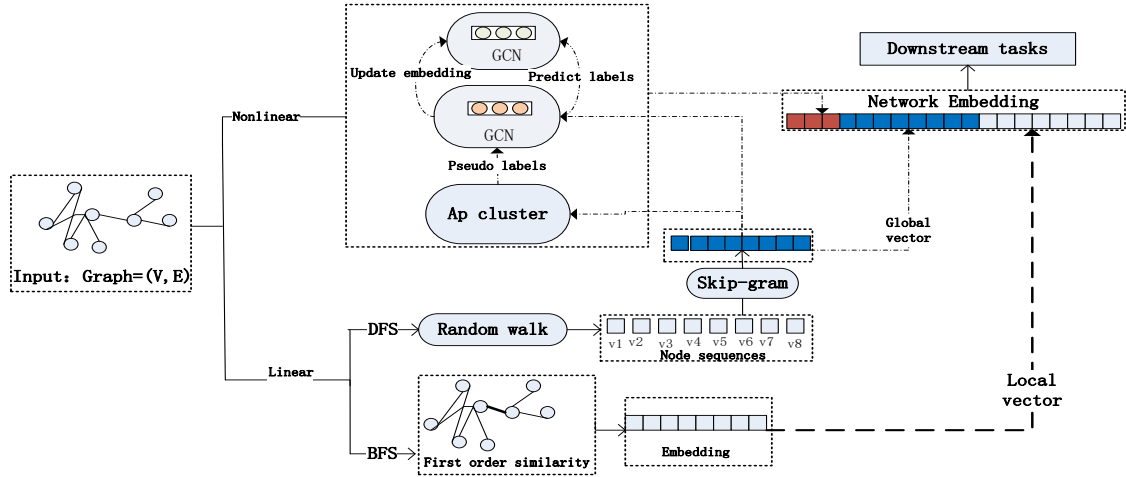 GCN
Update embedding
Predict labels
GCN
Pseudo labels
Ap cluster
Nonlinear
Downstream tasks
Network Embedding
Input: Graph=(V,E)
Global
vector
Skip-gram
DFS
Random walk
v1 v2 v3 v4 v5 v6 v7 v8
Node sequences
Linear
BFS
First order similarity
Embedding
Local
vector